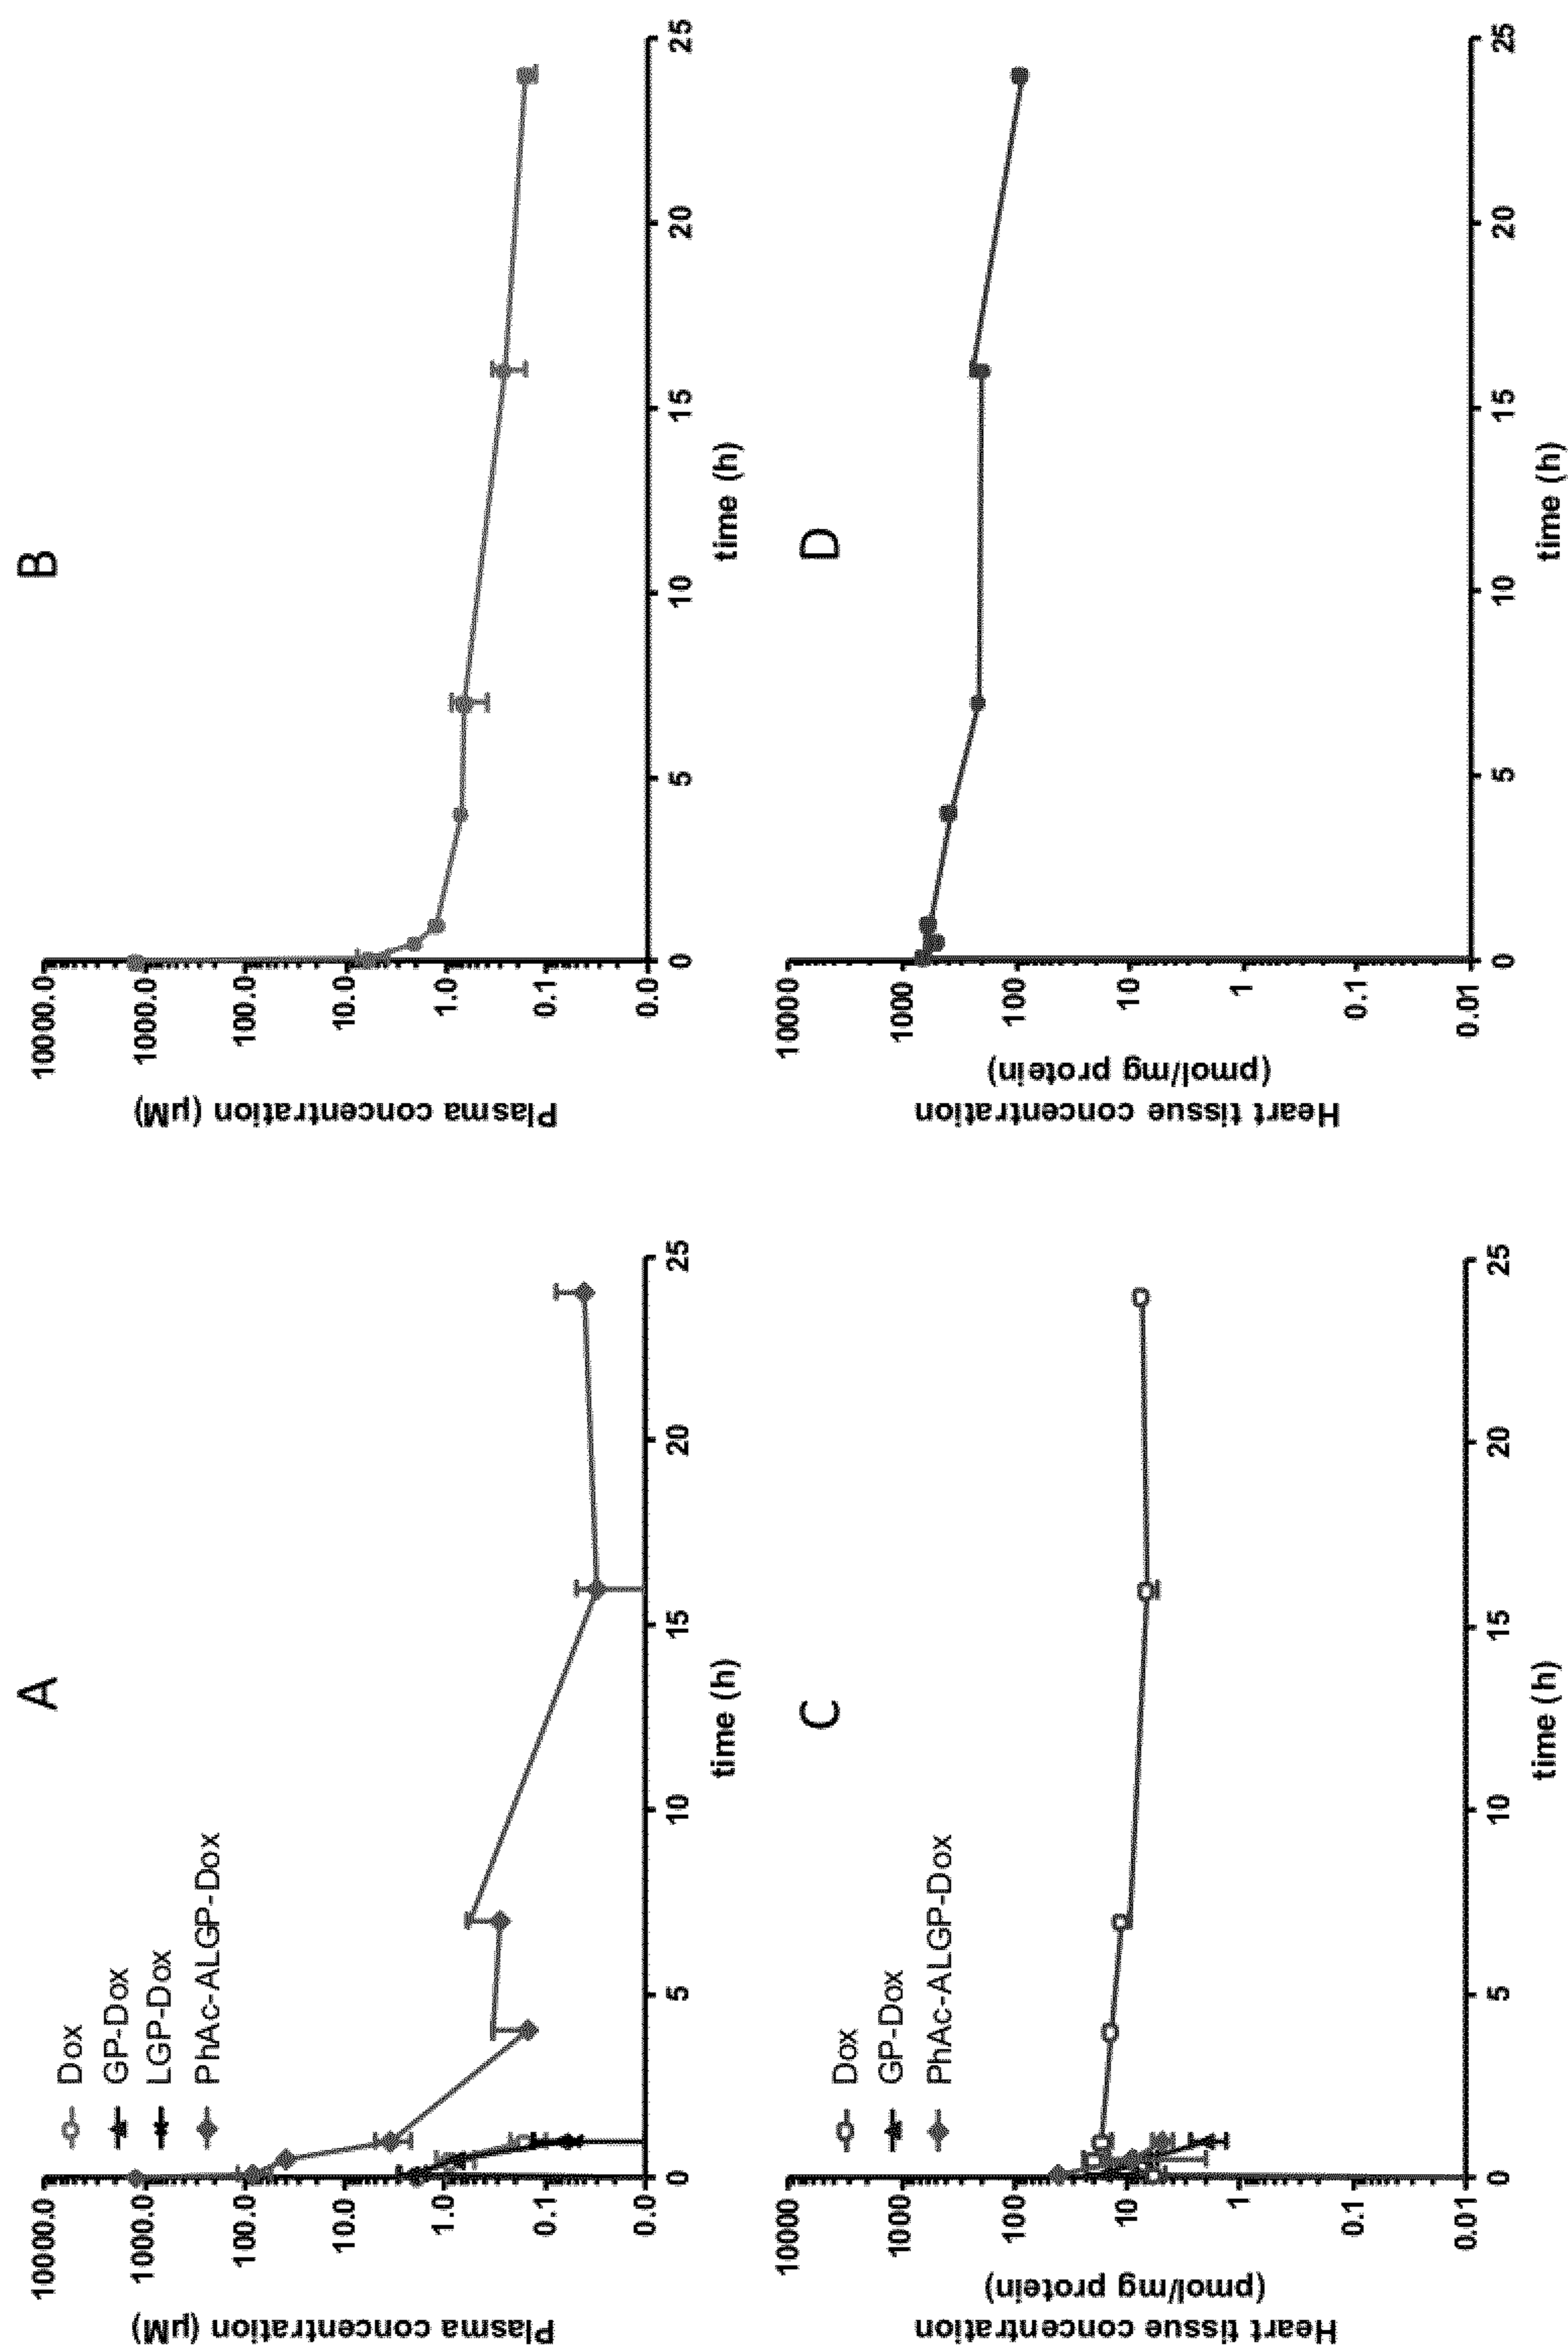 A
Plasma concentration (µM)
10000.0
1000.0
100.0
10.0
1.0
0.1
0.0
Dox
GP-Dox
LGP-Dox
PhAc-ALGP-Dox
0
5
10
15
20
25
time (h)
B
Plasma concentration (µM)
10000.0
1000.0
100.0
10.0
1.0
0.1
0.0
0
5
10
15
20
25
time (h)
C
Heart tissue concentration
(pmol/mg protein)
10000
1000
100
10
1
0.1
0.01
Dox
GP-Dox
PhAc-ALGP-Dox
0
5
10
15
20
25
time (h)
D
Heart tissue concentration
(pmol/mg protein)
10000
1000
100
10
1
0.1
0.01
0
5
10
15
20
25
time (h)